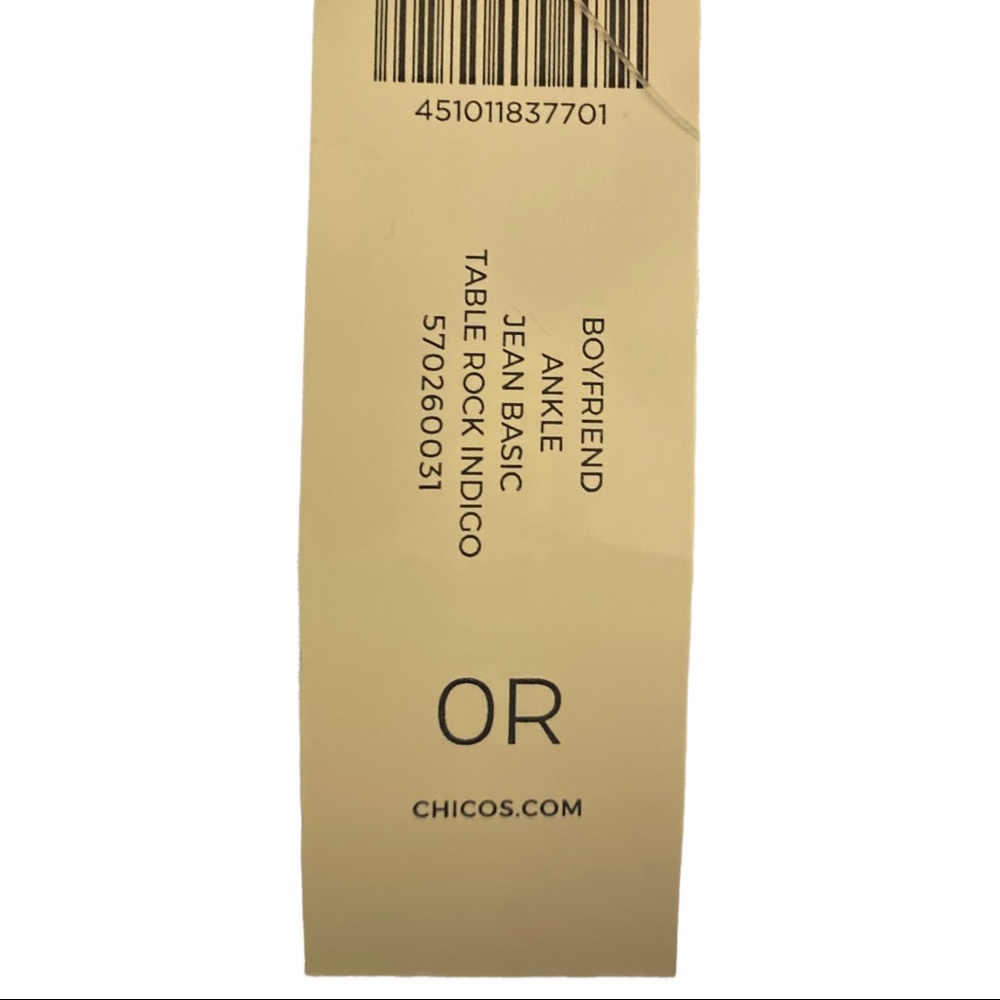 451011837701
BOYFRIEND
ANKLE
JEAN BASIC
TABLE ROCK INDIGO
570260031
0R
CHICOS.COM